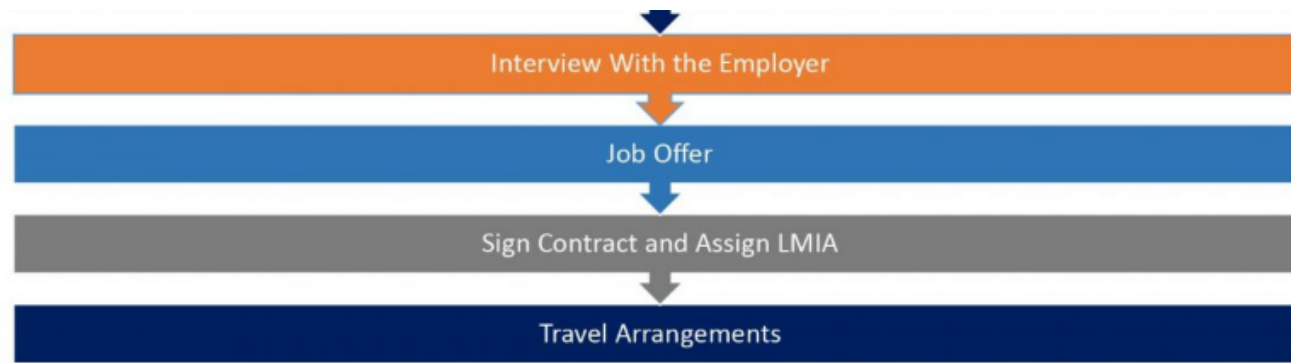 Interview With the Employer
Job Offer
Sign Contract and Assign LMIA
Travel Arrangements